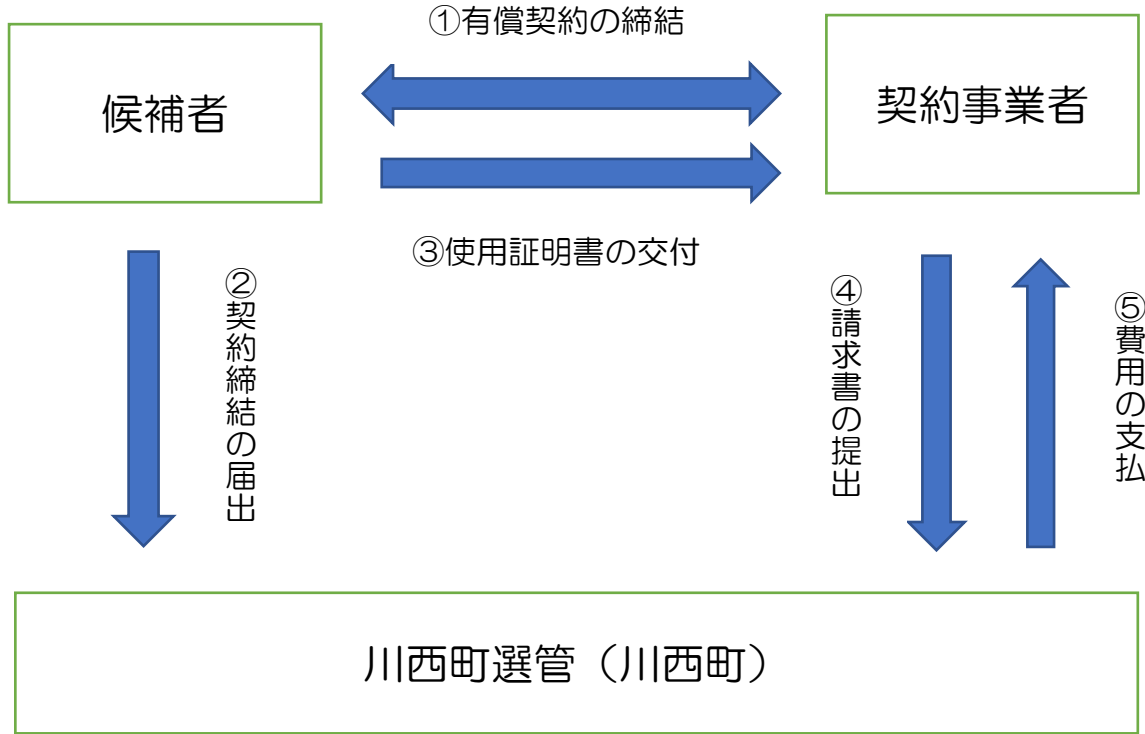 ①有償契約の締結
候補者
契約事業者
③使用証明書の交付
②契約締結の届出
④請求書の提出
⑤費用の支払
川西町選管（川西町）